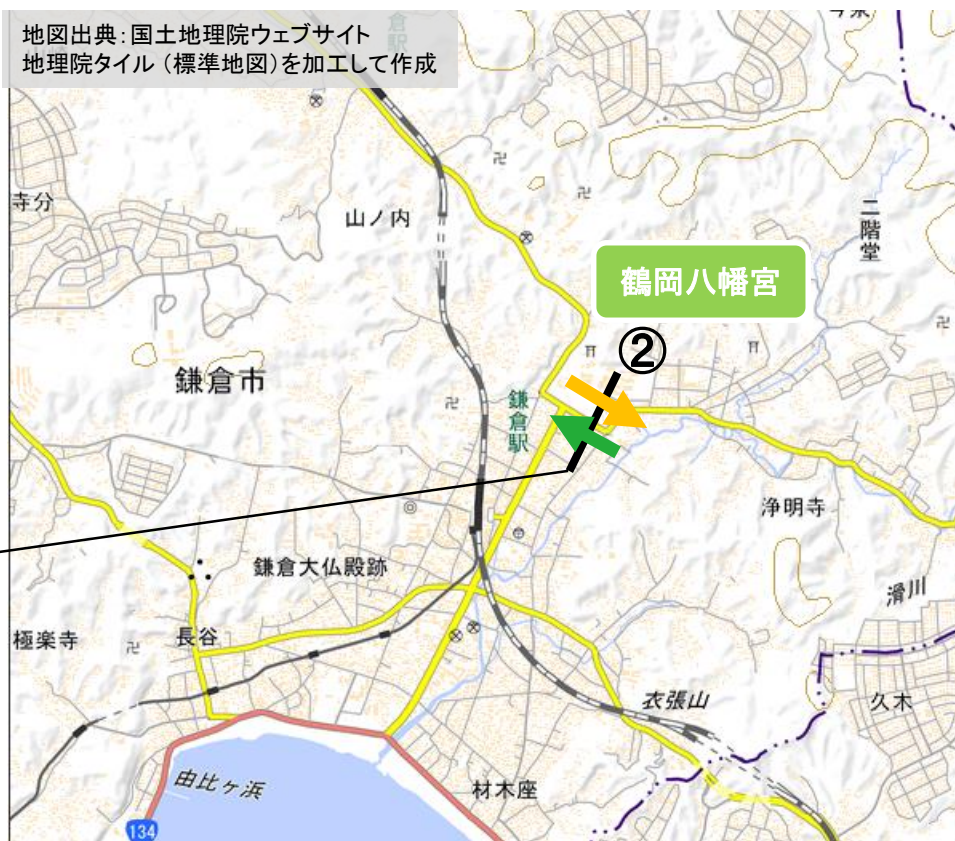 地図出典：国土地理院ウェブサイト
地理院タイル（標準地図）を加工して作成
寺分
山ノ内
二階堂
鶴岡八幡宮
②
鎌倉市
鎌倉駅
浄明寺
鎌倉大仏殿跡
滑川
極楽寺
長谷
衣張山
久木
由比ヶ浜
材木座
134